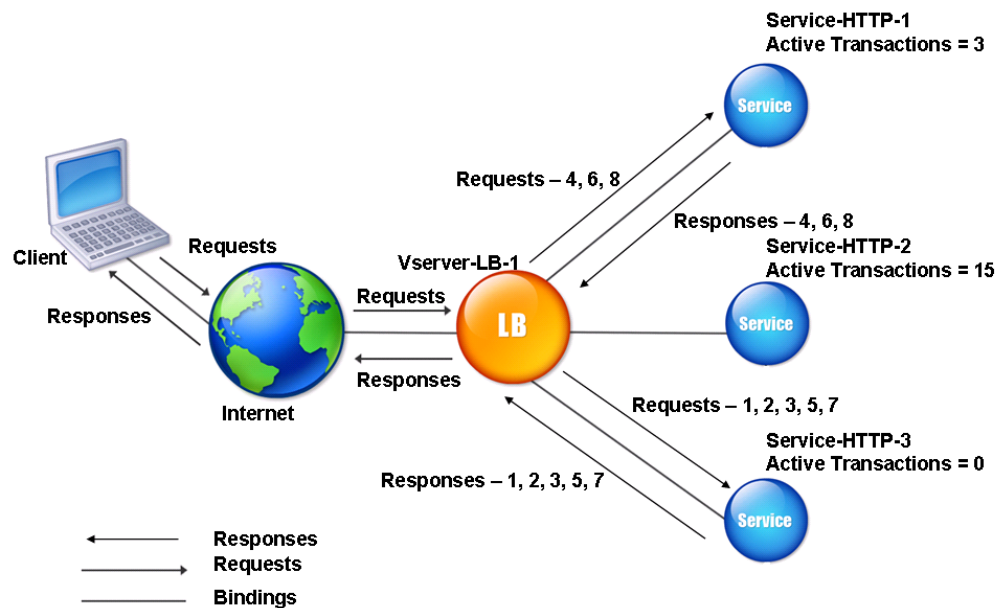 Service-HTTP-1
Active Transactions = 3
Service
Requests – 4, 6, 8
Responses – 4, 6, 8
Client
Requests
Responses
Internet
Vserver-LB-1
Requests
LB
Responses
Service-HTTP-2
Active Transactions = 15
Service
Requests – 1, 2, 3, 5, 7
Responses – 1, 2, 3, 5, 7
Service-HTTP-3
Active Transactions = 0
Service
Responses
Requests
Bindings